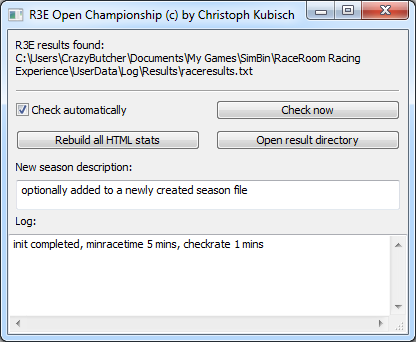 R3E Open Championship (c) by Christoph Kubisch
R3E results found:
C:\Users\CrazyButcher\Documents\My Games\SimBin\RaceRoom Racing
Experience\UserData\Log\Results\raceresults.txt
Check automatically
Check now
Rebuild all HTML stats
Open result directory
New season description:
optionally added to a newly created season file
Log:
init completed, minracetime 5 mins, checkrate 1 mins